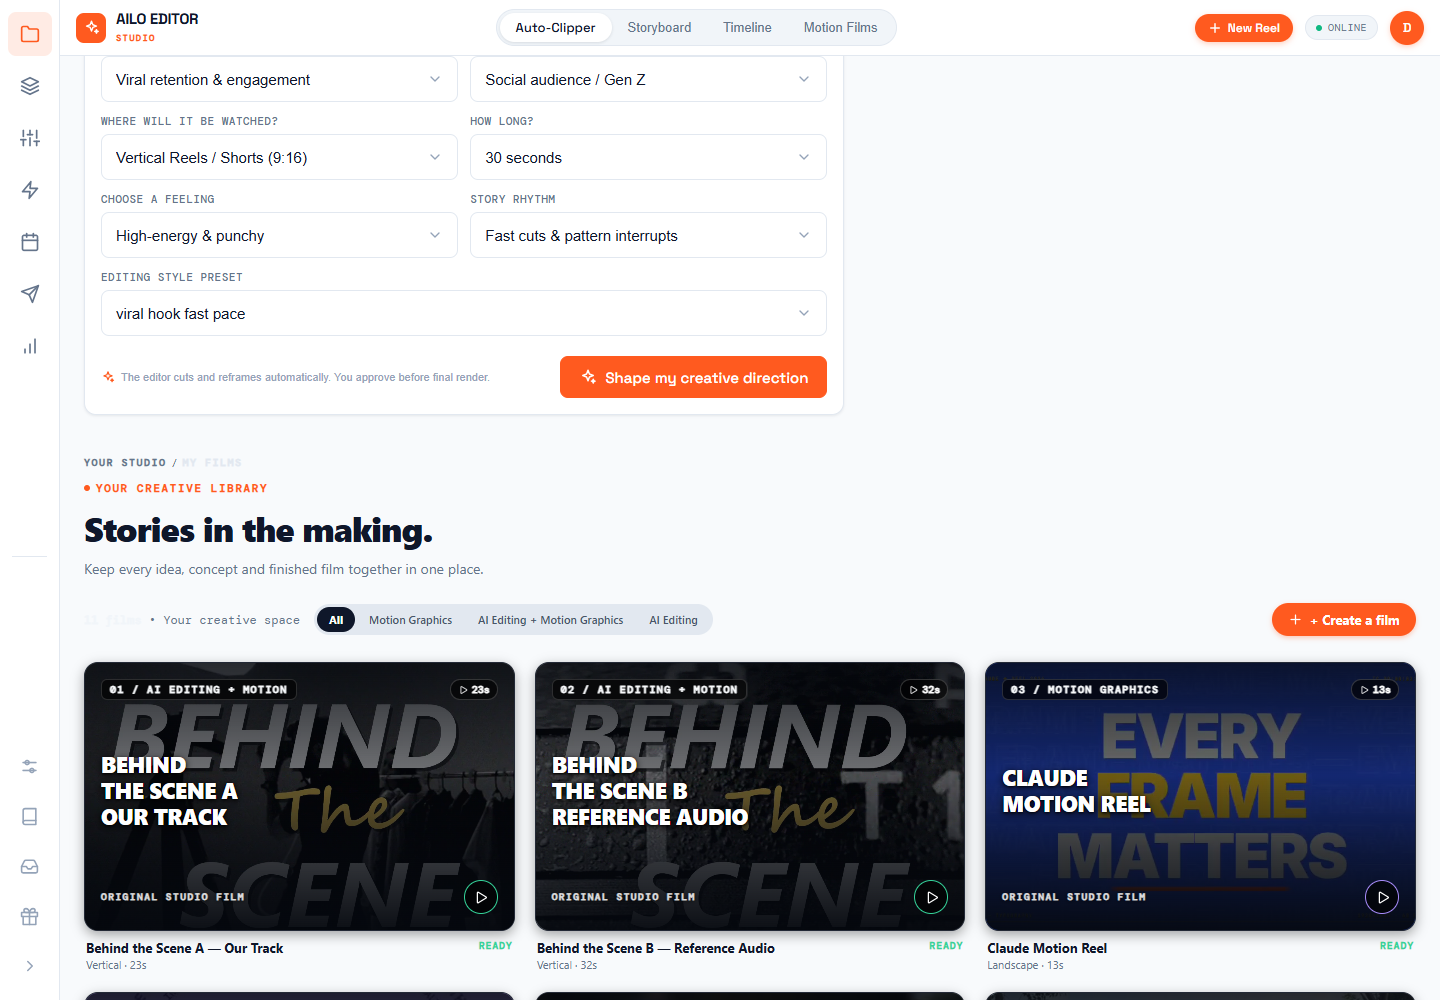 AILO EDITOR
STUDIO
Auto-Clipper
Storyboard
Timeline
Motion Films
New Reel
ONLINE
D
Viral retention & engagement
Social audience / Gen Z
WHERE WILL IT BE WATCHED?
HOW LONG?
Vertical Reels / Shorts (9:16)
30 seconds
CHOOSE A FEELING
STORY RHYTHM
High-energy & punchy
Fast cuts & pattern interrupts
EDITING STYLE PRESET
viral hook fast pace
The editor cuts and reframes automatically. You approve before final render.
Shape my creative direction
YOUR STUDIO / MY FILMS
YOUR CREATIVE LIBRARY
Stories in the making.
Keep every idea, concept and finished film together in one place.
11 films • Your creative space
All
Motion Graphics
AI Editing + Motion Graphics
AI Editing
+ Create a film
01 / AI EDITING + MOTION
23s
BEHIND
The
SCENE
BEHIND
THE SCENE A
OUR TRACK
ORIGINAL STUDIO FILM
Behind the Scene A — Our Track
READY
Vertical · 23s
02 / AI EDITING + MOTION
32s
BEHIND
The
SCENE
BEHIND
THE SCENE B
REFERENCE AUDIO
ORIGINAL STUDIO FILM
Behind the Scene B — Reference Audio
READY
Vertical · 32s
03 / MOTION GRAPHICS
13s
EVERY
FRAME
MATTERS
CLAUDE
MOTION REEL
ORIGINAL STUDIO FILM
Claude Motion Reel
READY
Landscape · 13s